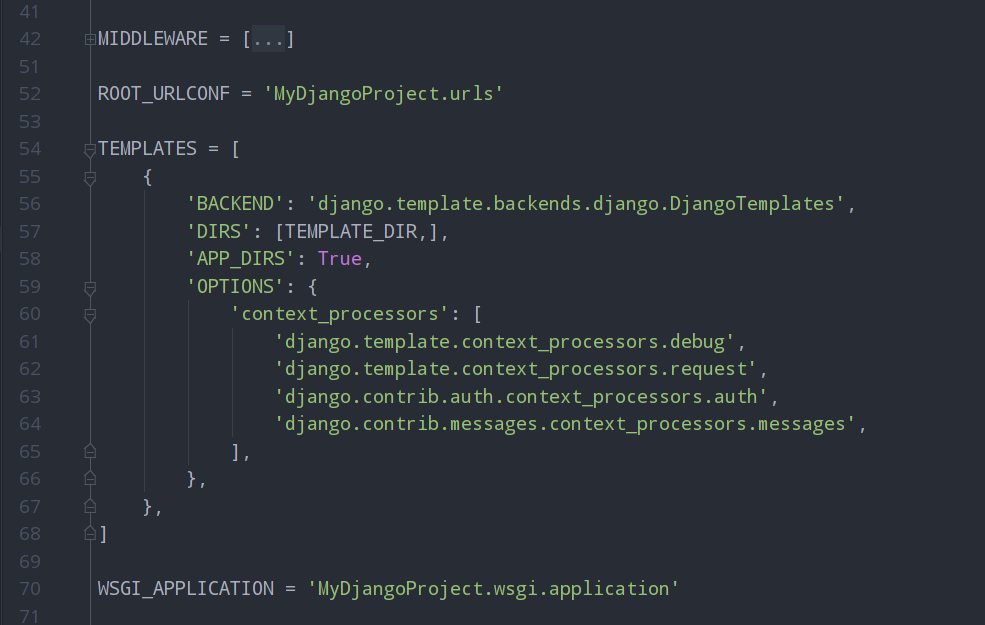 41
42 MIDDLEWARE = [...]
51
52 ROOT_URLCONF = 'MyDjangoProject.urls'
53
54 TEMPLATES = [
55     {
56         'BACKEND': 'django.template.backends.django.DjangoTemplates',
57         'DIRS': [TEMPLATE_DIR,],
58         'APP_DIRS': True,
59         'OPTIONS': {
60             'context_processors': [
61                 'django.template.context_processors.debug',
62                 'django.template.context_processors.request',
63                 'django.contrib.auth.context_processors.auth',
64                 'django.contrib.messages.context_processors.messages',
65             ],
66         },
67     },
68 ]
69
70 WSGI_APPLICATION = 'MyDjangoProject.wsgi.application'
71